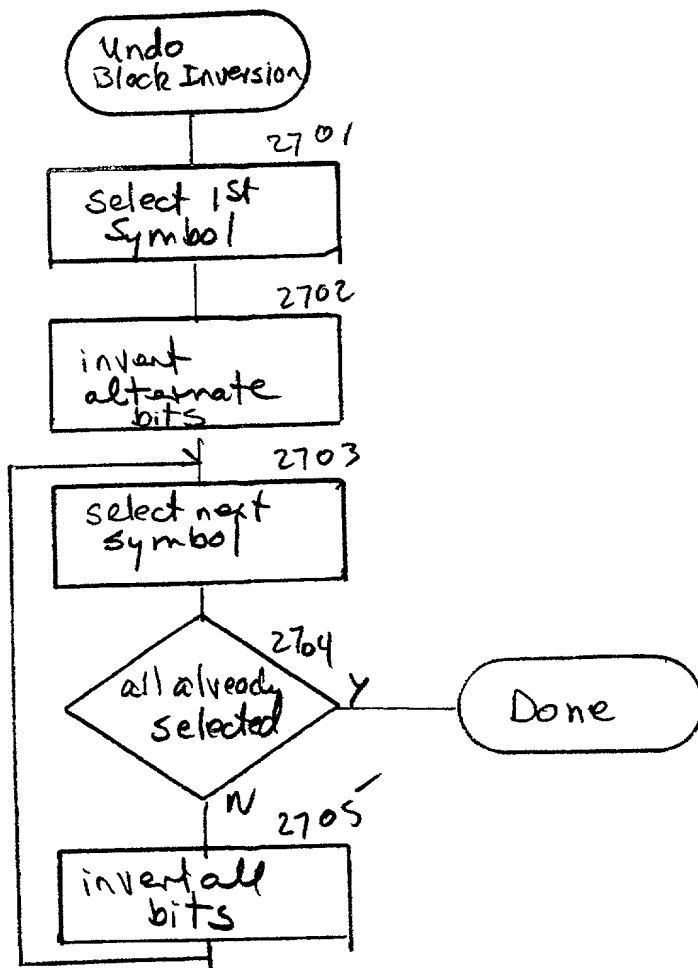 Undo
Block Inversion
2701
select 1st
symbol
2702
invert
alternate
bits
2703
select next
symbol
2704
all already
selected
Y
Done
N
2705
invert all
bits